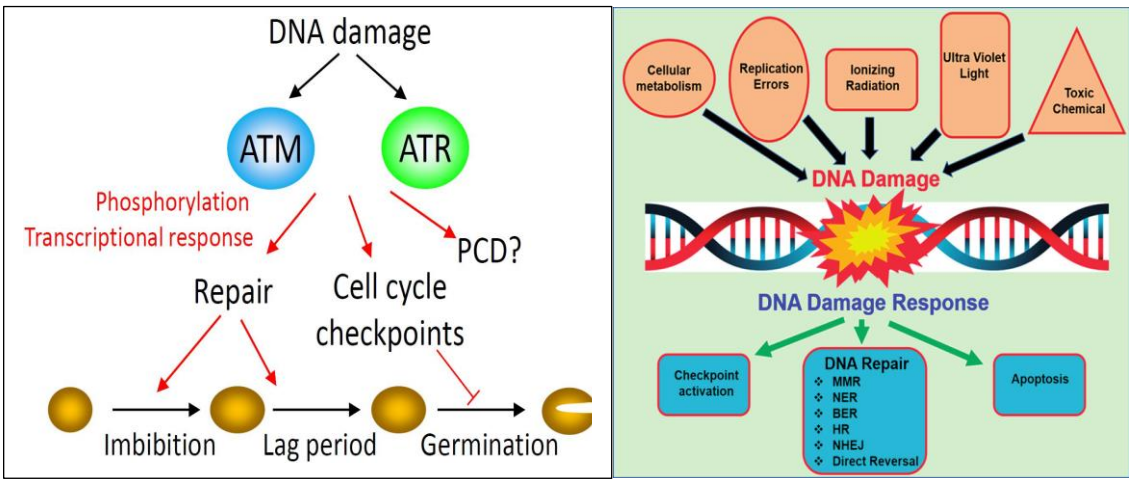 DNA damage
ATM
ATR
Phosphorylation
Transcriptional response
PCD?
Repair
Cell cycle
checkpoints
Imbibition
Lag period
Germination
Cellular
metabolism
Replication
Errors
Ionizing
Radiation
Ultra Violet
Light
Toxic
Chemical
DNA Damage
DNA Damage Response
Checkpoint
activation
DNA Repair
❖ MMR
❖ NER
❖ BER
❖ HR
❖ NHEJ
❖ Direct Reversal
Apoptosis